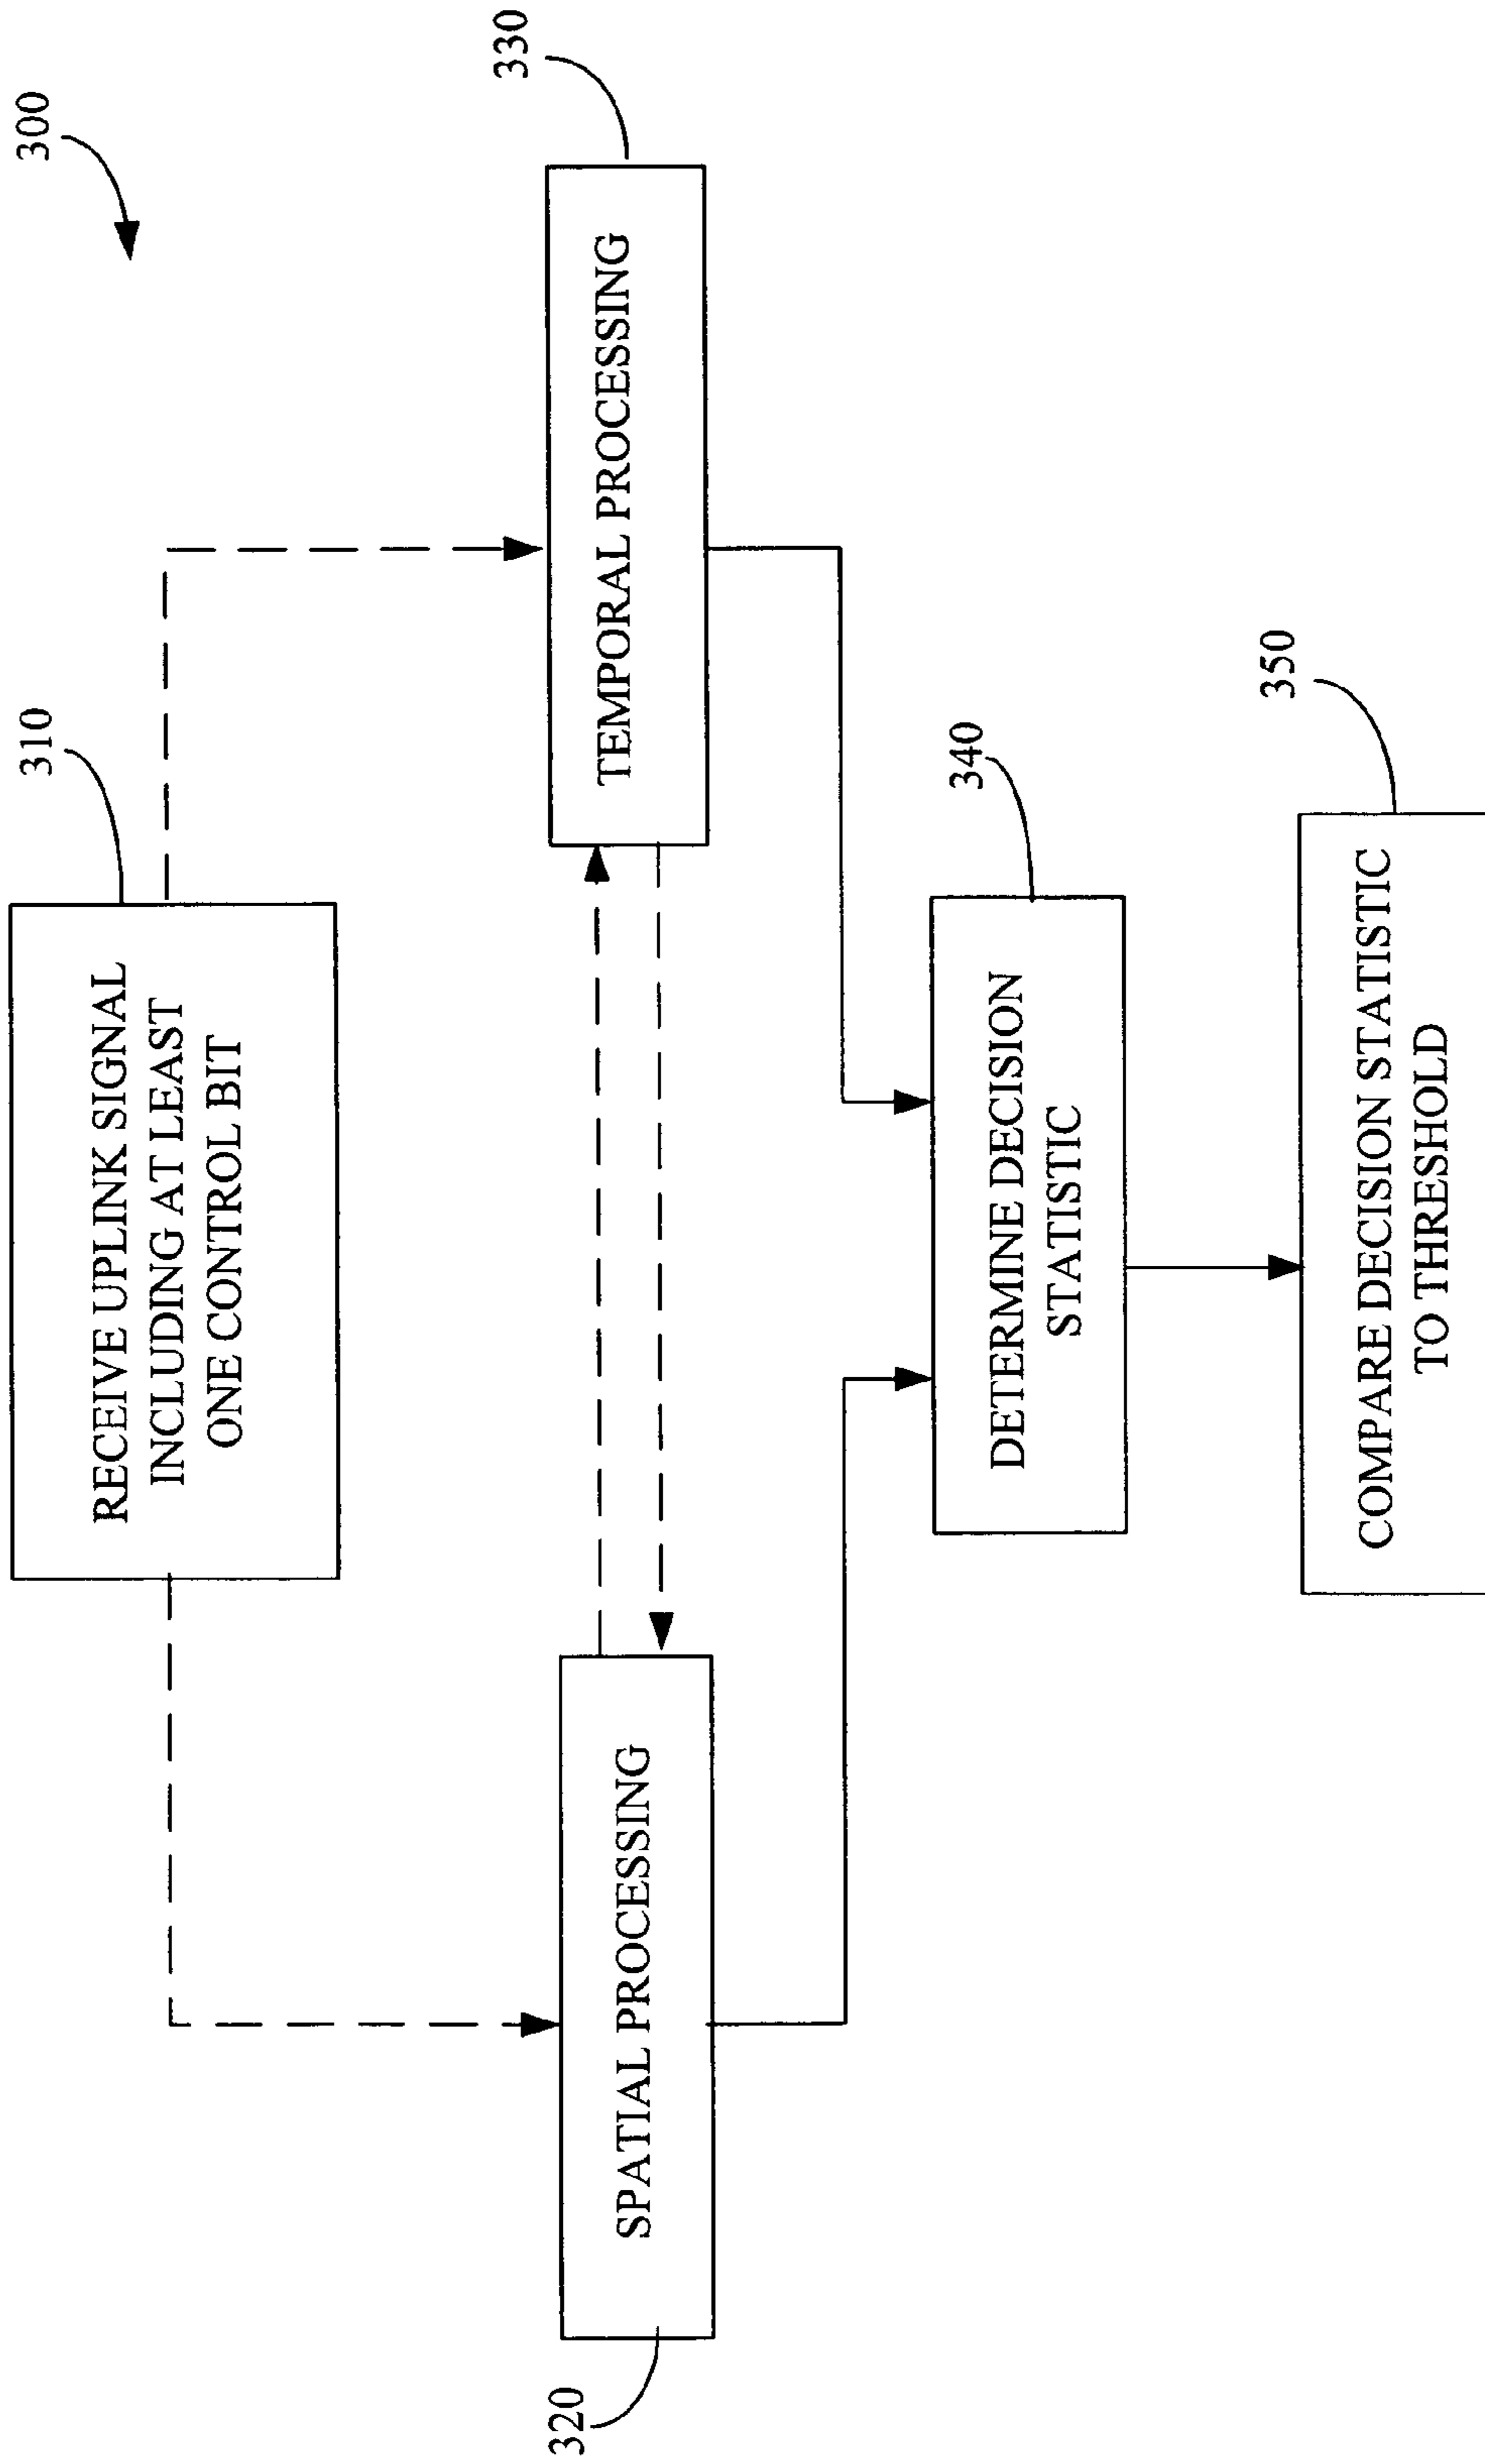 300
310
RECEIVE UPLINK SIGNAL
INCLUDING AT LEAST
ONE CONTROL BIT
320
SPATIAL PROCESSING
330
TEMPORAL PROCESSING
340
DETERMINE DECISION
STATISTIC
350
COMPARE DECISION STATISTIC
TO THRESHOLD